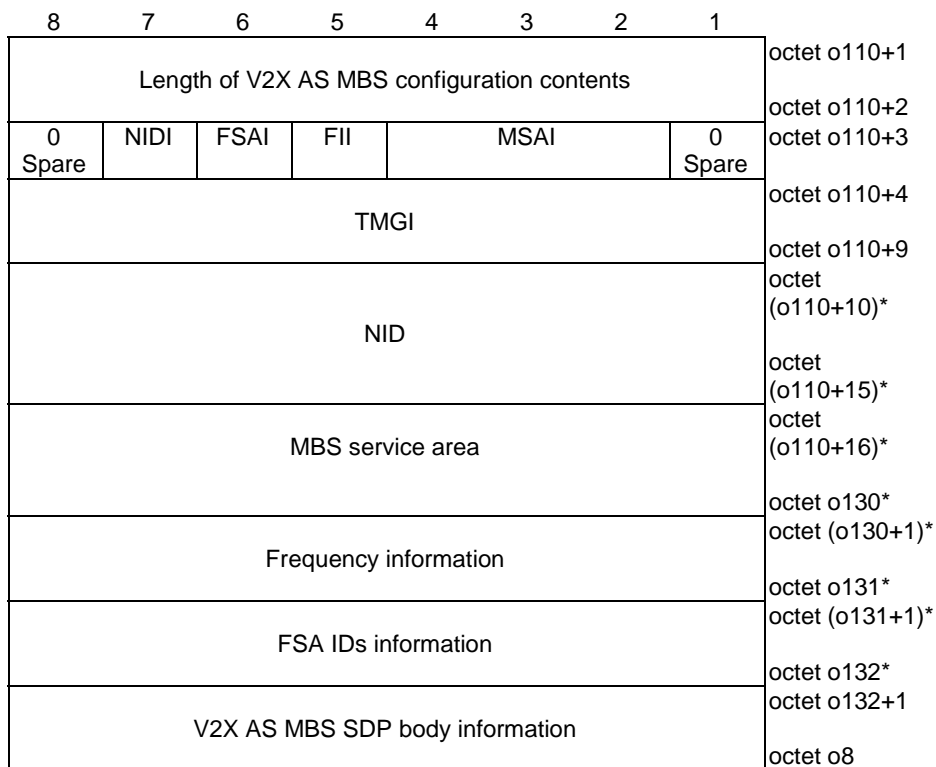 8 7 6 5 4 3 2 1
Length of V2X AS MBS configuration contents
octet o110+1
octet o110+2
0 Spare NIDI FSAI FII MSAI 0 Spare
octet o110+3
TMGI
octet o110+4
octet o110+9
NID
octet (o110+10)*
octet (o110+15)*
MBS service area
octet (o110+16)*
octet o130*
Frequency information
octet (o130+1)*
octet o131*
FSA IDs information
octet (o131+1)*
octet o132*
V2X AS MBS SDP body information
octet o132+1
octet o8